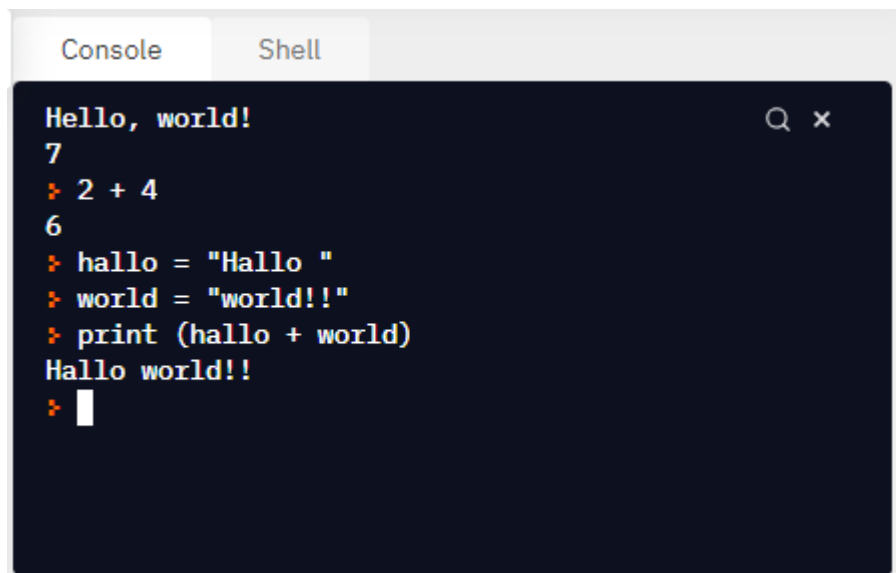 Console Shell
Hello, world!
7
> 2 + 4
6
> hallo = "Hallo "
> world = "world!!"
> print (hallo + world)
Hallo world!!
>